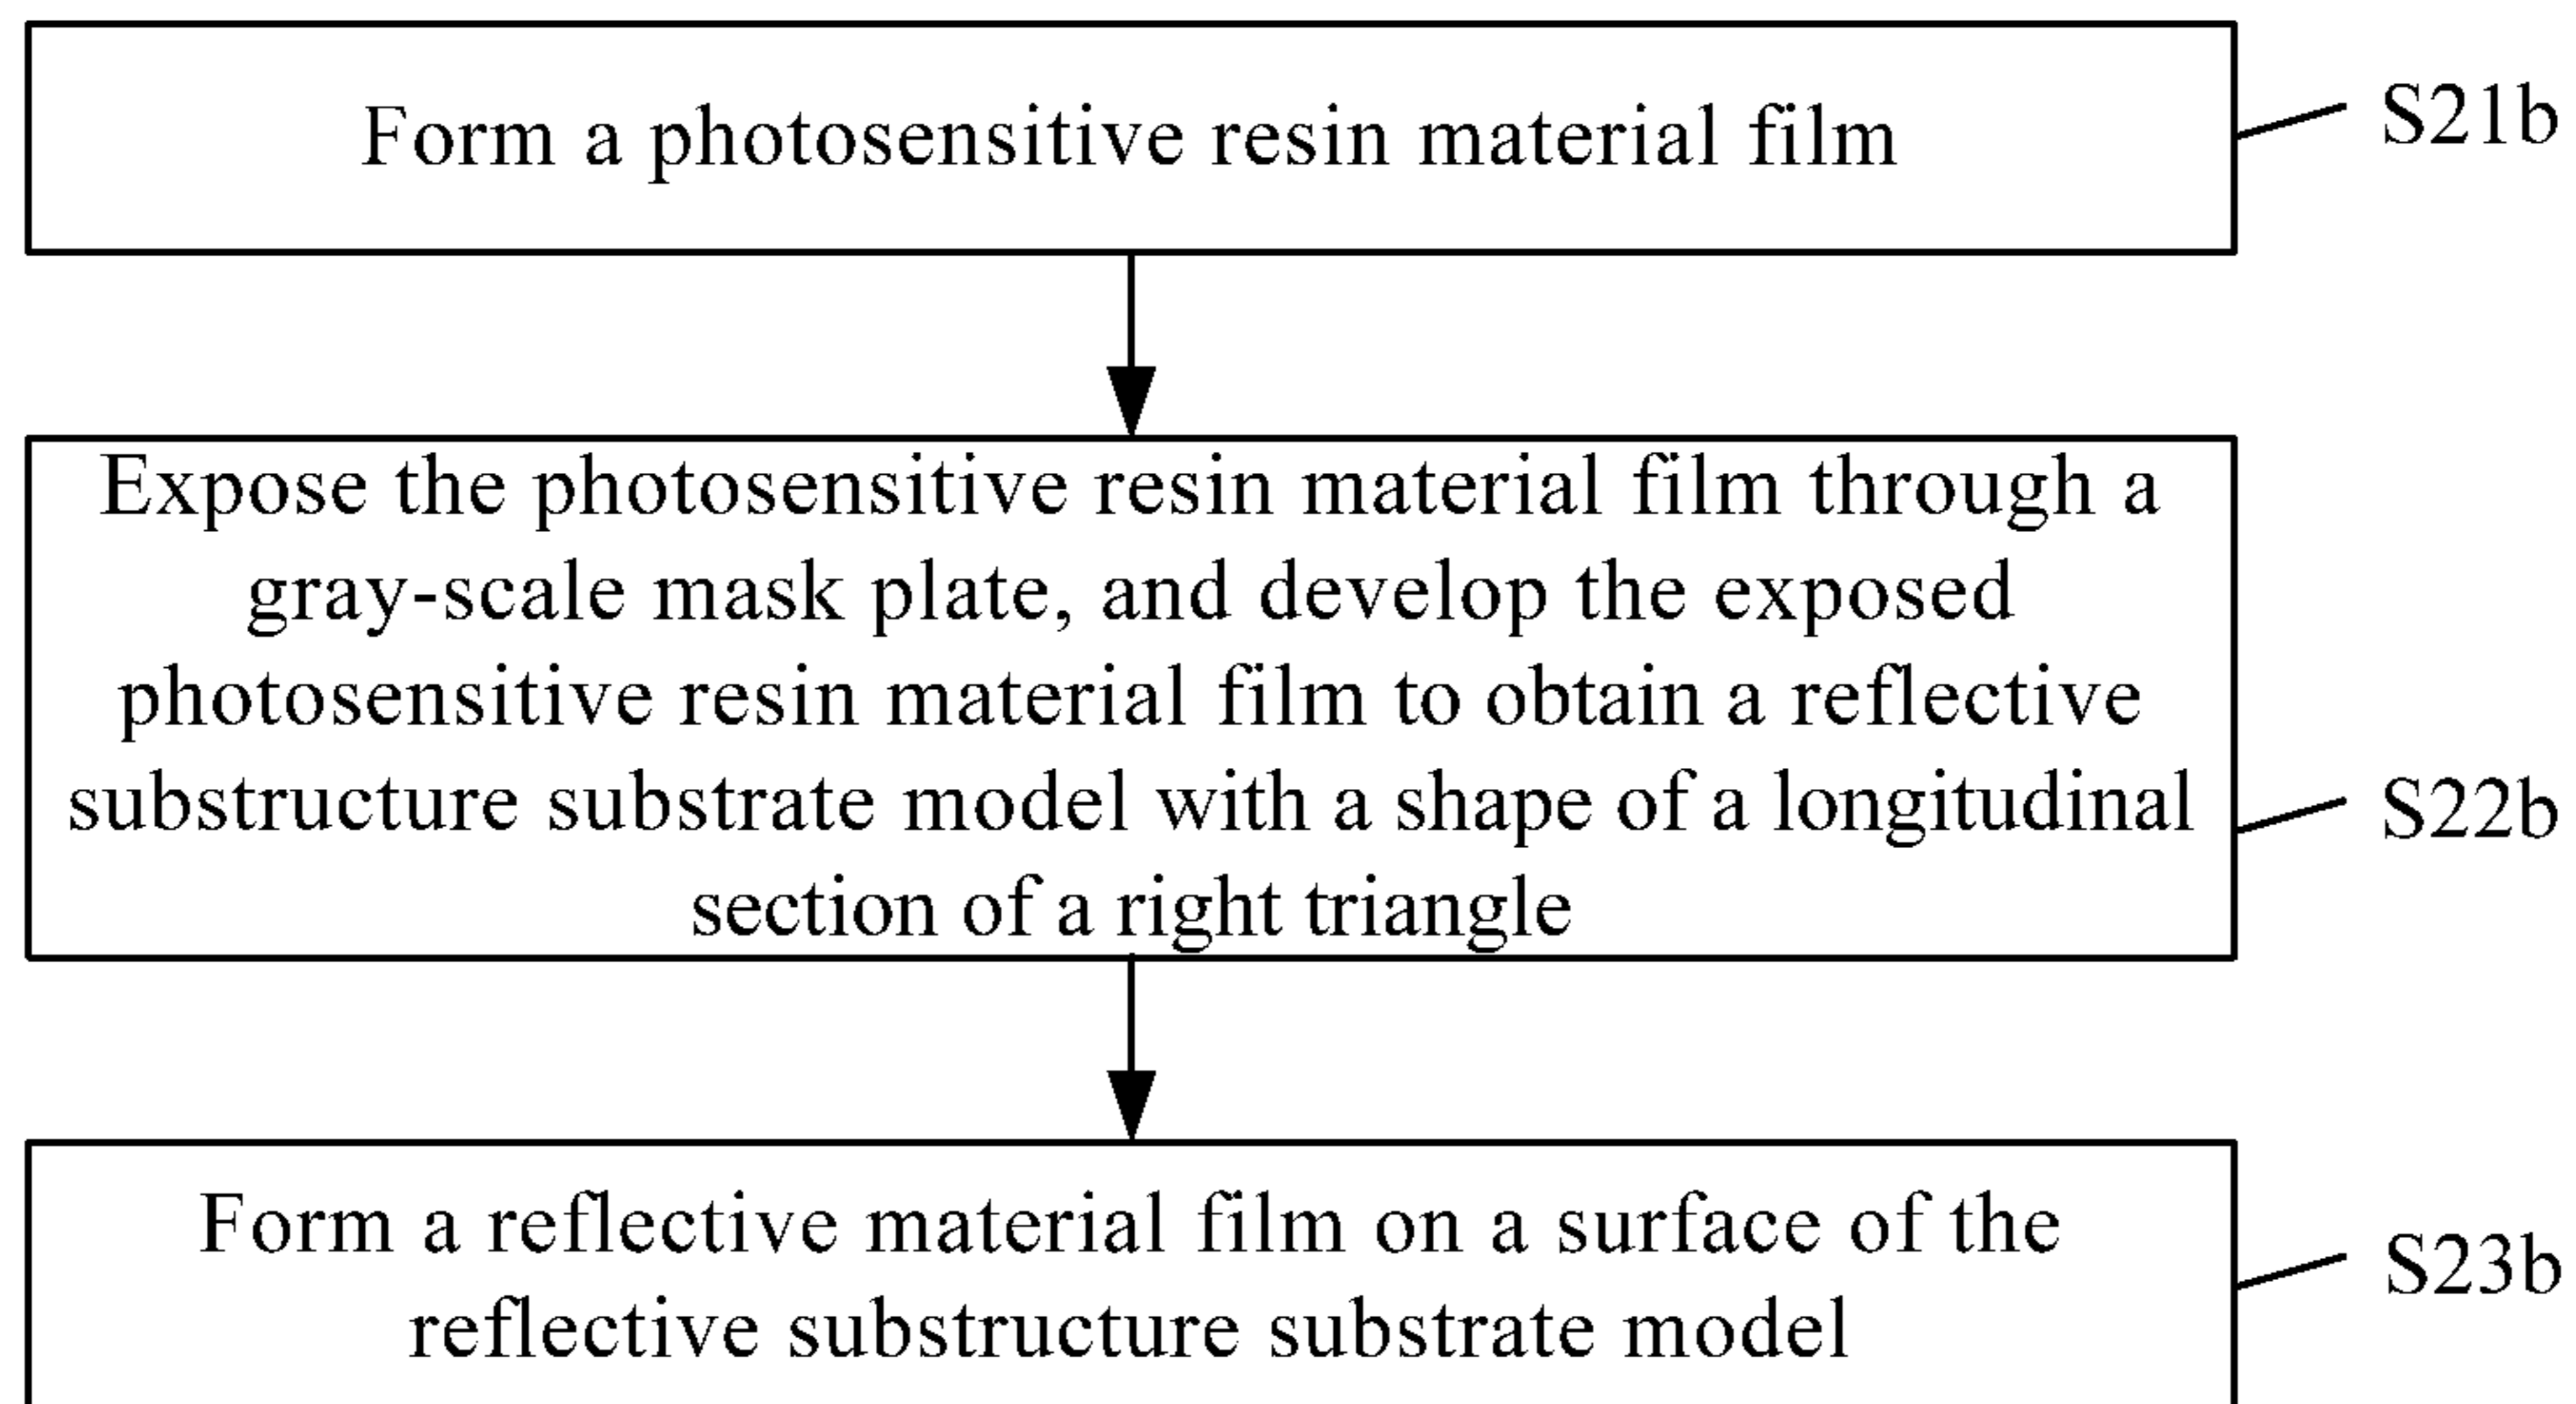 Form a photosensitive resin material film
S21b
Expose the photosensitive resin material film through a
gray-scale mask plate, and develop the exposed
photosensitive resin material film to obtain a reflective
substructure substrate model with a shape of a longitudinal
section of a right triangle
S22b
Form a reflective material film on a surface of the
reflective substructure substrate model
S23b